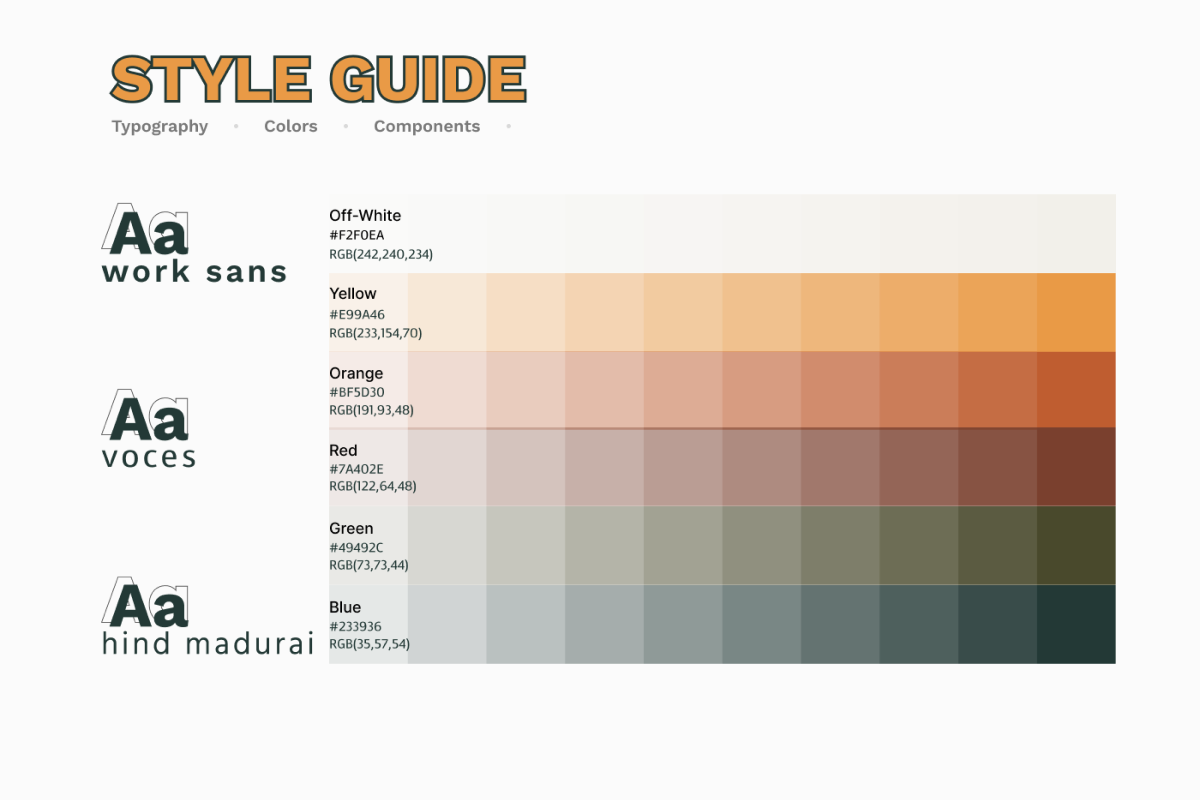 STYLE GUIDE
Typography • Colors • Components •
Aa
work sans
Aa
voces
Aa
hind madurai
Off-White
#F2F0EA
RGB(242,240,234)
Yellow
#E99A46
RGB(233,154,70)
Orange
#BF5D30
RGB(191,93,48)
Red
#7A402E
RGB(122,64,48)
Green
#49492C
RGB(73,73,44)
Blue
#233936
RGB(35,57,54)